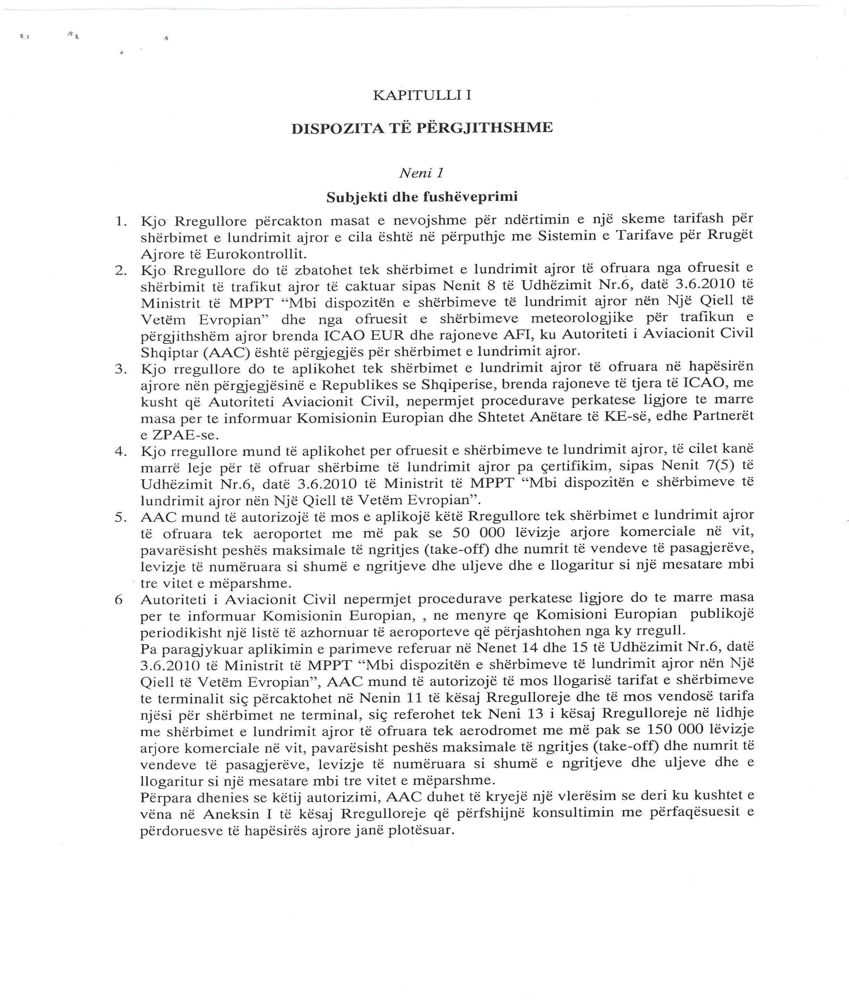 KAPITULLI I
DISPOZITA TË PËRGJITHSHME
Neni 1
Subjekti dhe fushëveprimi
1. Kjo Rregullore përcakton masat e nevojshme për ndërtimin e një skeme tarifash për
shërbimet e lundrimit ajror e cila është në përputhje me Sistemin e Tarifave për Rrugët
Ajrore të Eurokontrollit.
2. Kjo Rregullore do të zbatohet tek shërbimet e lundrimit ajror të ofruara nga ofruesit e
shërbimit të trafikut ajror të caktuar sipas Nenit 8 të Udhëzimit Nr.6, datë 3.6.2010 të
Ministrit të MPPT “Mbi dispozitën e shërbimeve të lundrimit ajror nën Një Qiell të
Vetëm Evropian” dhe nga ofruesit e shërbimeve meteorologjike për trafikun e
përgjithshëm ajror brenda ICAO EUR dhe rajoneve AFI, ku Autoriteti i Aviacionit Civil
Shqiptar (AAC) është përgjegjës për shërbimet e lundrimit ajror.
3. Kjo rregullore do te aplikohet tek shërbimet e lundrimit ajror të ofruara në hapësirën
ajrore nën përgjegjësinë e Republikes se Shqiperise, brenda rajoneve të tjera të ICAO, me
kusht që Autoriteti Aviacionit Civil, nepermjet procedurave perkatese ligjore te marre
masa per te informuar Komisionin Europian dhe Shtetet Anëtare të KE-së, edhe Partnerët
e ZPAE-se.
4. Kjo rregullore mund të aplikohet per ofruesit e shërbimeve te lundrimit ajror, të cilet kanë
marrë leje për të ofruar shërbime të lundrimit ajror pa çertifikim, sipas Nenit 7(5) të
Udhëzimit Nr.6, datë 3.6.2010 të Ministrit të MPPT “Mbi dispozitën e shërbimeve të
lundrimit ajror nën Një Qiell të Vetëm Evropian”.
5. AAC mund të autorizojë të mos e aplikojë këtë Rregullore tek shërbimet e lundrimit ajror
të ofruara tek aeroportet me më pak se 50 000 lëvizje arjore komerciale në vit,
pavarësisht peshës maksimale të ngritjes (take-off) dhe numrit të vendeve të pasagjerëve,
levizje të numëruara si shumë e ngritjeve dhe uljeve dhe e llogaritur si një mesatare mbi
tre vitet e mëparshme.
6 Autoriteti i Aviacionit Civil nepermjet procedurave perkatese ligjore do te marre masa
per te informuar Komisionin Europian, , ne menyre qe Komisioni Europian publikojë
periodikisht një listë të azhornuar të aeroporteve që përjashtohen nga ky rregull.
Pa paragjykuar aplikimin e parimeve referuar në Nenet 14 dhe 15 të Udhëzimit Nr.6, datë
3.6.2010 të Ministrit të MPPT “Mbi dispozitën e shërbimeve të lundrimit ajror nën Një
Qiell të Vetëm Evropian”, AAC mund të autorizojë të mos llogarisë tarifat e shërbimeve
te terminalit siç përcaktohet në Nenin 11 të kësaj Rregulloreje dhe të mos vendosë tarifa
njësi për shërbimet ne terminal, siç referohet tek Neni 13 i kësaj Rregulloreje në lidhje
me shërbimet e lundrimit ajror të ofruara tek aerodromet me më pak se 150 000 lëvizje
arjore komerciale në vit, pavarësisht peshës maksimale të ngritjes (take-off) dhe numrit të
vendeve të pasagjerëve, levizje të numëruara si shumë e ngritjeve dhe uljeve dhe e
llogaritur si një mesatare mbi tre vitet e mëparshme.
Përpara dhenies se këtij autorizimi, AAC duhet të kryejë një vlerësim se deri ku kushtet e
vëna në Aneksin I të kësaj Rregulloreje që përfshijnë konsultimin me përfaqësuesit e
përdoruesve të hapësirës ajrore janë plotësuar.